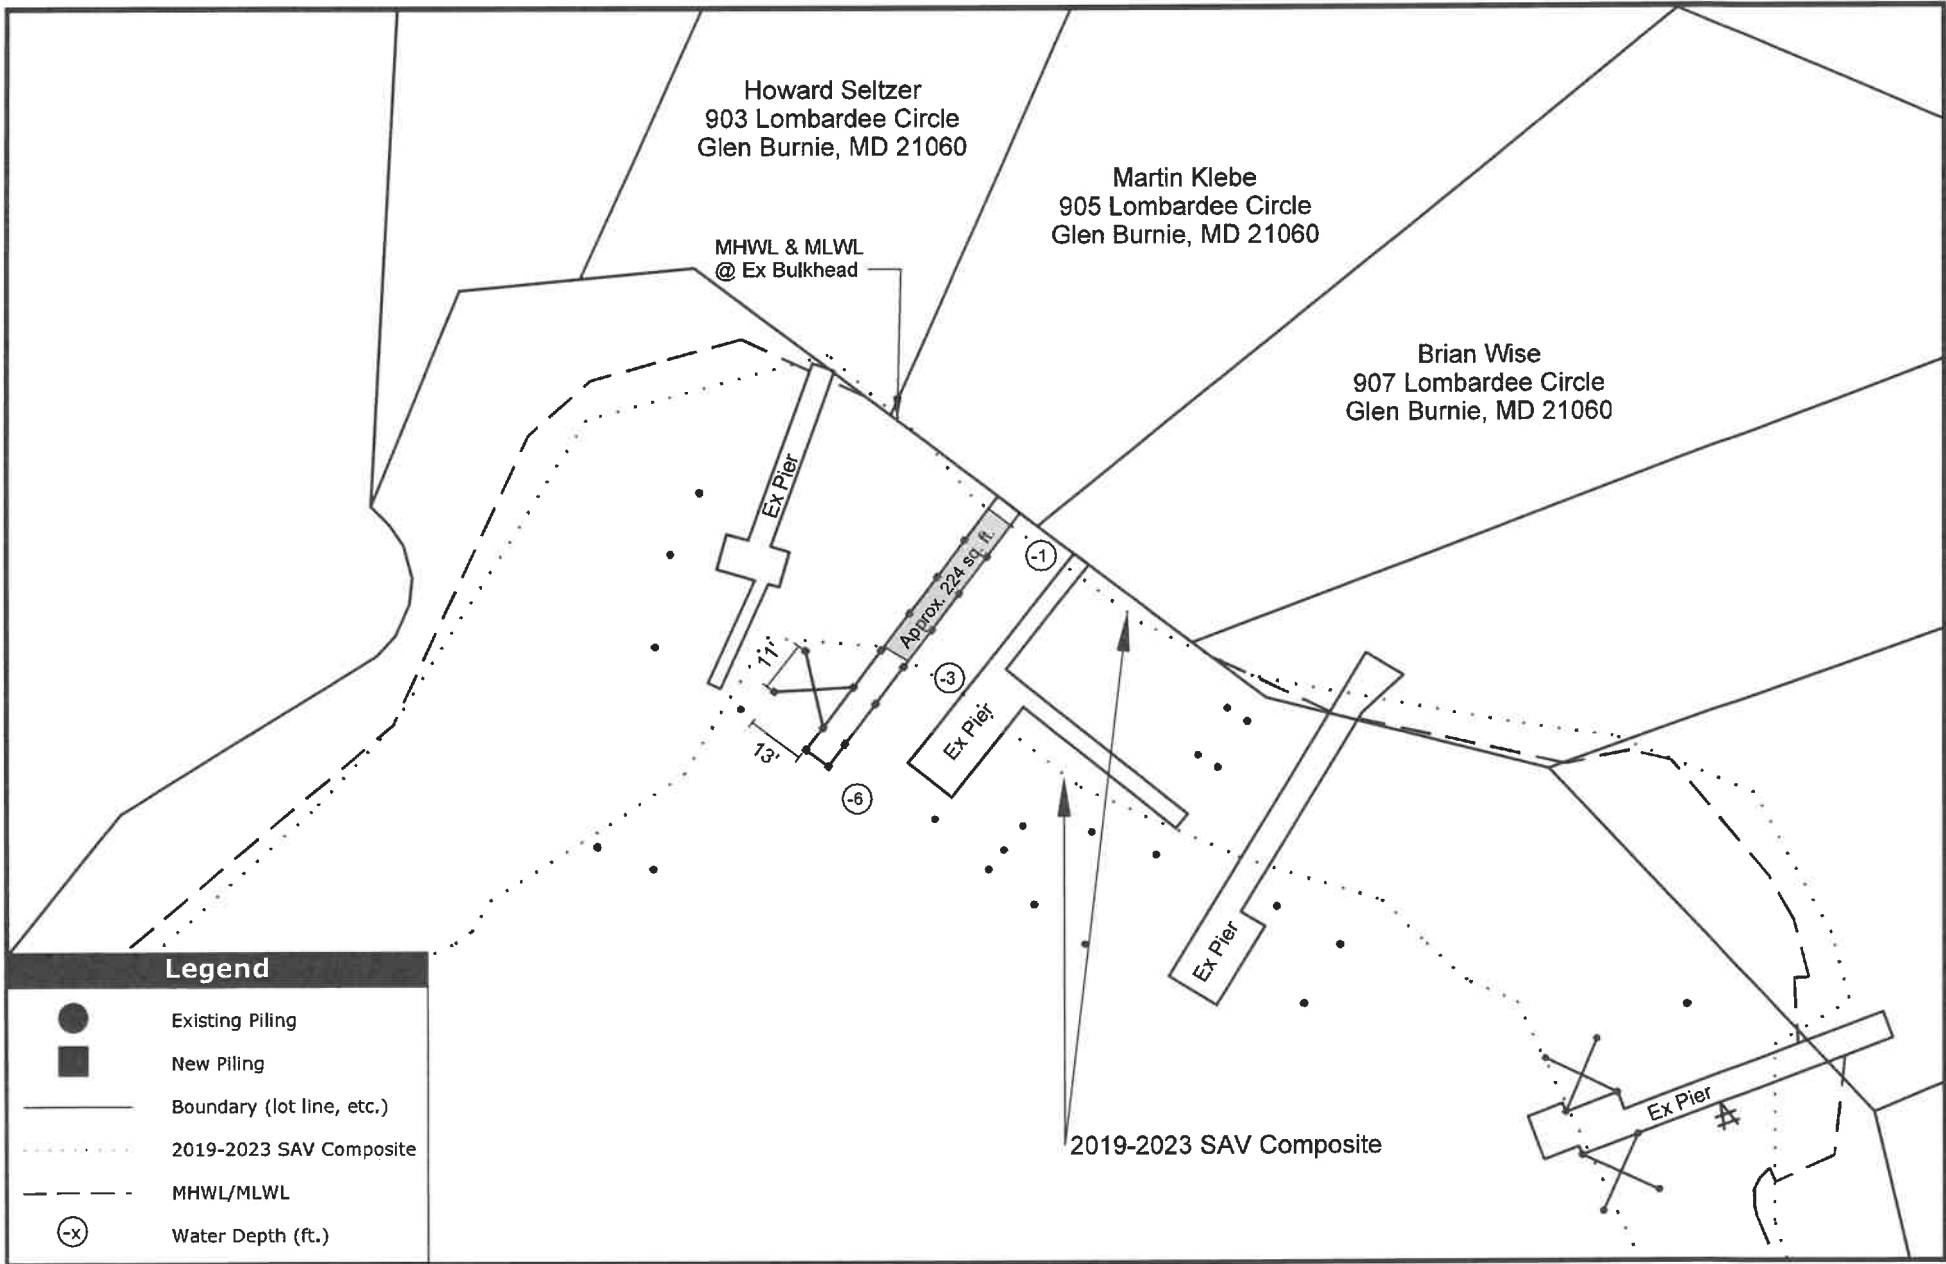 Howard Seltzer
903 Lombardee Circle
Glen Burnie, MD 21060
Martin Klebe
905 Lombardee Circle
Glen Burnie, MD 21060
MHWL & MLWL
@ Ex Bulkhead
Brian Wise
907 Lombardee Circle
Glen Burnie, MD 21060
Ex Pier
Approx. 224 sq. ft.
-1
11'
-3
13'
Ex Pier
-6
Ex Pier
Ex Pier
2019-2023 SAV Composite
Legend
Existing Piling
New Piling
Boundary (lot line, etc.)
2019-2023 SAV Composite
MHWL/MLWL
-x Water Depth (ft.)